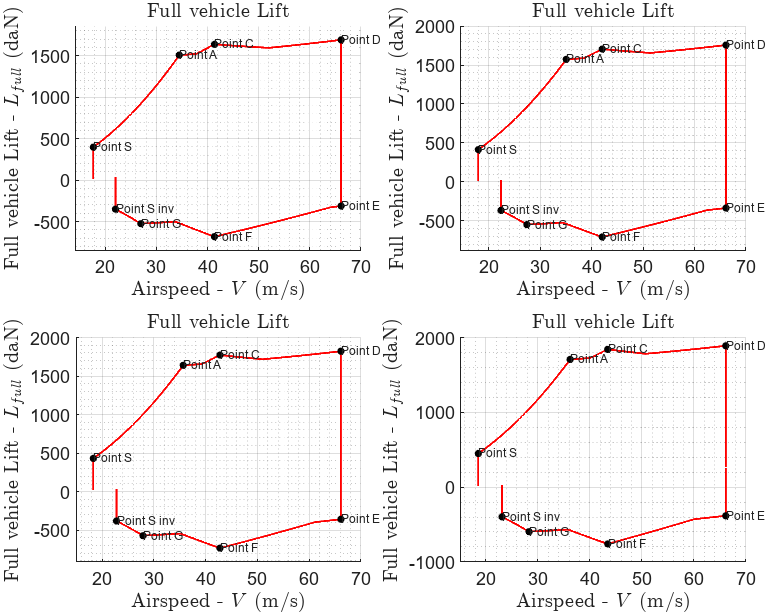 Full vehicle Lift
Full vehicle Lift - L_full (daN)
1500
1000
500
0
-500
Point S
Point A
Point C
Point D
Point S inv
Point G
Point F
Point E
20 30 40 50 60 70
Airspeed - V (m/s)
Full vehicle Lift
Full vehicle Lift - L_full (daN)
2000
1500
1000
500
0
-500
Point S
Point A
Point C
Point D
Point S inv
Point G
Point F
Point E
20 30 40 50 60 70
Airspeed - V (m/s)
Full vehicle Lift
Full vehicle Lift - L_full (daN)
2000
1500
1000
500
0
-500
Point S
Point A
Point C
Point D
Point S inv
Point G
Point F
Point E
20 30 40 50 60 70
Airspeed - V (m/s)
Full vehicle Lift
Full vehicle Lift - L_full (daN)
2000
1000
0
-1000
Point S
Point A
Point C
Point D
Point S inv
Point G
Point F
Point E
20 30 40 50 60 70
Airspeed - V (m/s)